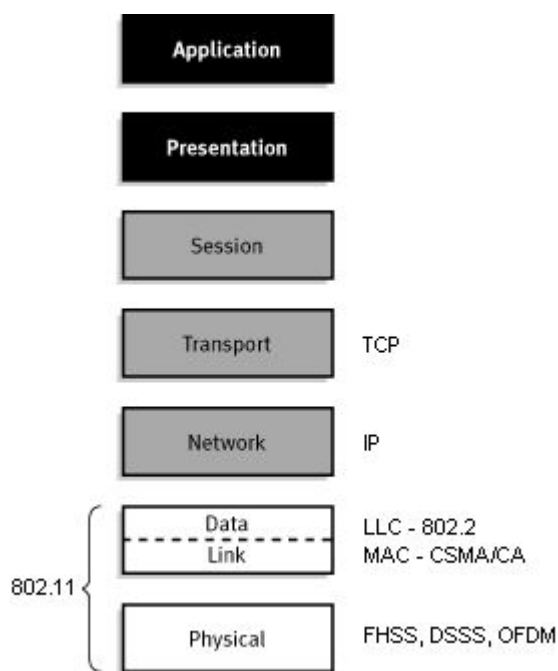 Application
Presentation
Session
Transport TCP
Network IP
Data LLC - 802.2
Link MAC - CSMA/CA
802.11
Physical FHSS, DSSS, OFDM